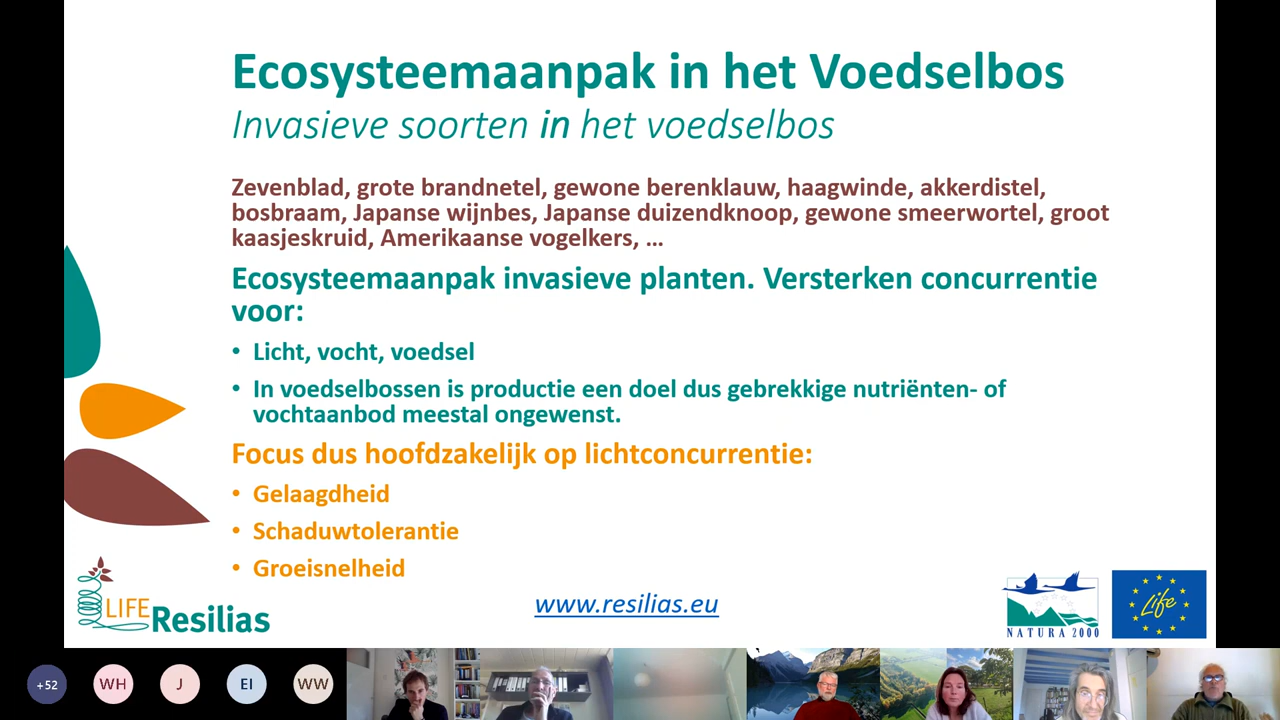 Ecosysteemaanpak in het Voedselbos
Invasieve soorten in het voedselbos
Zevenblad, grote brandnetel, gewone berenklauw, haagwinde, akkerdistel,
bosbraam, Japanse wijnbes, Japanse duizendknoop, gewone smeerwortel, groot
kaasjeskruid, Amerikaanse vogelkers, ...
Ecosysteemaanpak invasieve planten. Versterken concurrentie
voor:
• Licht, vocht, voedsel
• In voedselbossen is productie een doel dus gebrekkige nutriënten- of
vochtaanbod meestal ongewenst.
Focus dus hoofdzakelijk op lichtconcurrentie:
• Gelaagdheid
• Schaduwtolerantie
• Groeisnelheid
LIFE Resilias
www.resilias.eu
NATURA 2000
Life
+52
WH
J
EI
WW